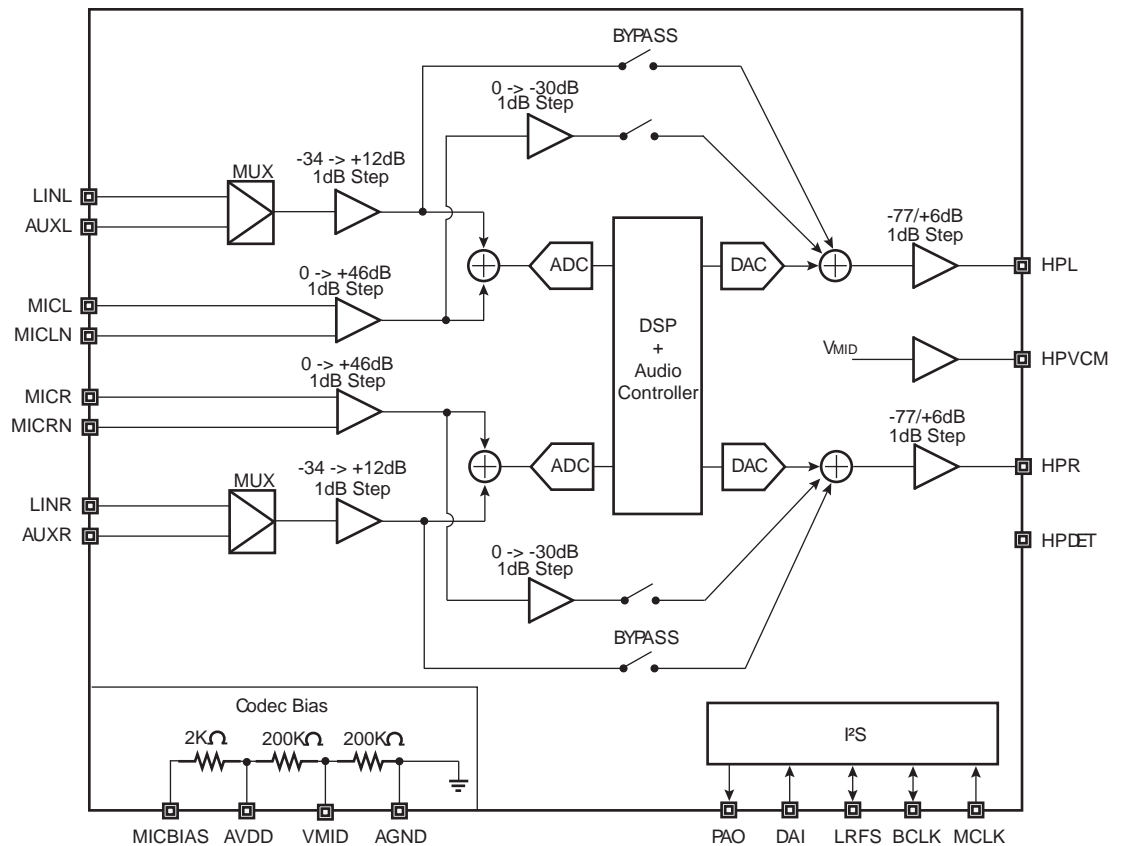 BYPASS
0 -> -30dB
1dB Step
-34 -> +12dB
1dB Step
MUX
LINL
AUXL
-77/+6dB
1dB Step
ADC
DAC
HPL
0 -> +46dB
1dB Step
MICL
MICLN
DSP
+
Audio
Controller
VMID
HPVCM
0 -> +46dB
1dB Step
MICR
MICRN
-77/+6dB
1dB Step
ADC
DAC
HPR
-34 -> +12dB
1dB Step
MUX
LINR
AUXR
HPDET
0 -> -30dB
1dB Step
BYPASS
Codec Bias
2KΩ
200KΩ
200KΩ
I²S
MICBIAS
AVDD
VMID
AGND
PAO
DAI
LRFS
BCLK
MCLK